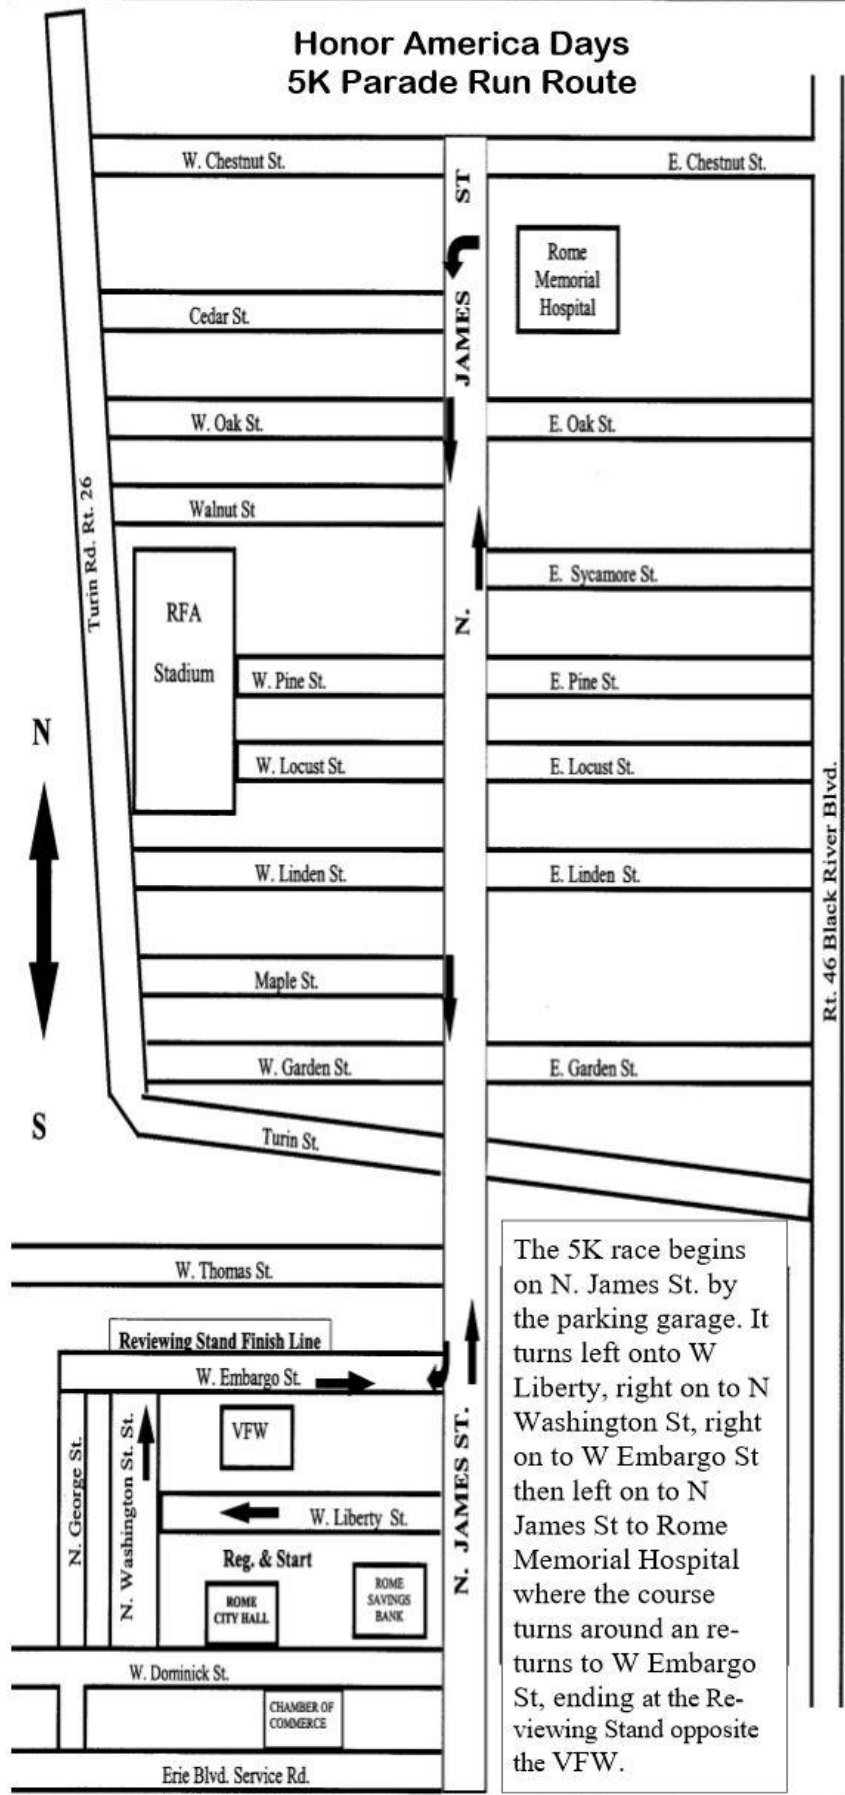 Honor America Days
5K Parade Run Route
W. Chestnut St.
E. Chestnut St.
N. JAMES ST
Rome
Memorial
Hospital
Cedar St.
W. Oak St.
E. Oak St.
Turin Rd. Rt. 26
Walnut St
E. Sycamore St.
RFA
Stadium
W. Pine St.
E. Pine St.
N
W. Locust St.
E. Locust St.
Rt. 46 Black River Blvd.
W. Linden St.
E. Linden St.
Maple St.
W. Garden St.
E. Garden St.
S
Turin St.
W. Thomas St.
Reviewing Stand Finish Line
W. Embargo St.
VFW
N. George St.
N. Washington St. St.
W. Liberty St.
N. JAMES ST.
Reg. & Start
ROME
CITY HALL
ROME
SAVINGS
BANK
W. Dominick St.
CHAMBER OF
COMMERCE
Erie Blvd. Service Rd.
The 5K race begins
on N. James St. by
the parking garage. It
turns left onto W
Liberty, right on to N
Washington St, right
on to W Embargo St
then left on to N
James St to Rome
Memorial Hospital
where the course
turns around an re-
turns to W Embargo
St, ending at the Re-
viewing Stand opposite
the VFW.